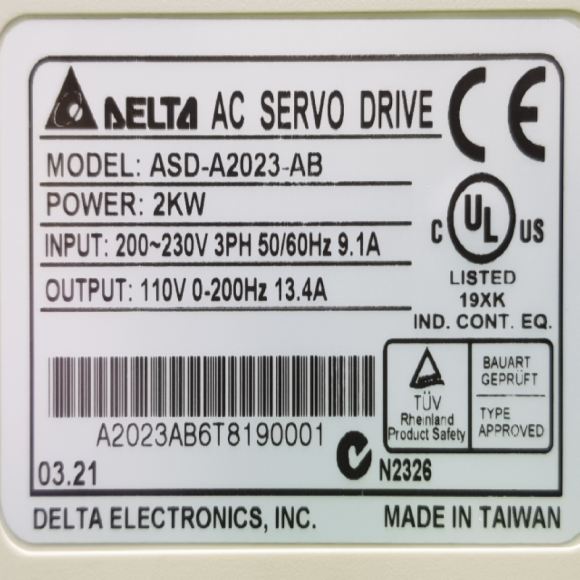 DELTA AC SERVO DRIVE
MODEL: ASD-A2023-AB
POWER: 2KW
INPUT: 200~230V 3PH 50/60Hz 9.1A
OUTPUT: 110V 0-200Hz 13.4A
CE
C UL US
LISTED
19XK
IND. CONT. EQ.
A2023AB6T8190001
TÜV
Rheinland
Product Safety
BAUART
GEPRÜFT
TYPE
APPROVED
03.21
N2326
DELTA ELECTRONICS, INC.
MADE IN TAIWAN